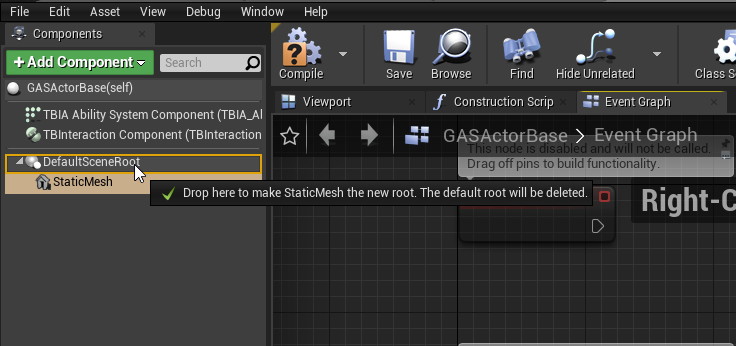 File Edit Asset View Debug Window Help
Components
+ Add Component
Search
GASActorBase(self)
TBIA Ability System Component (TBIA_Al
TBInteraction Component (TBInteraction
DefaultSceneRoot
StaticMesh
Compile Save Browse Find Hide Unrelated Class S
Viewport Construction Scrip Event Graph
GASActorBase > Event Graph
This node is disabled and will not be called.
Drag off pins to build functionality.
Drop here to make StaticMesh the new root. The default root will be deleted.
Right-C